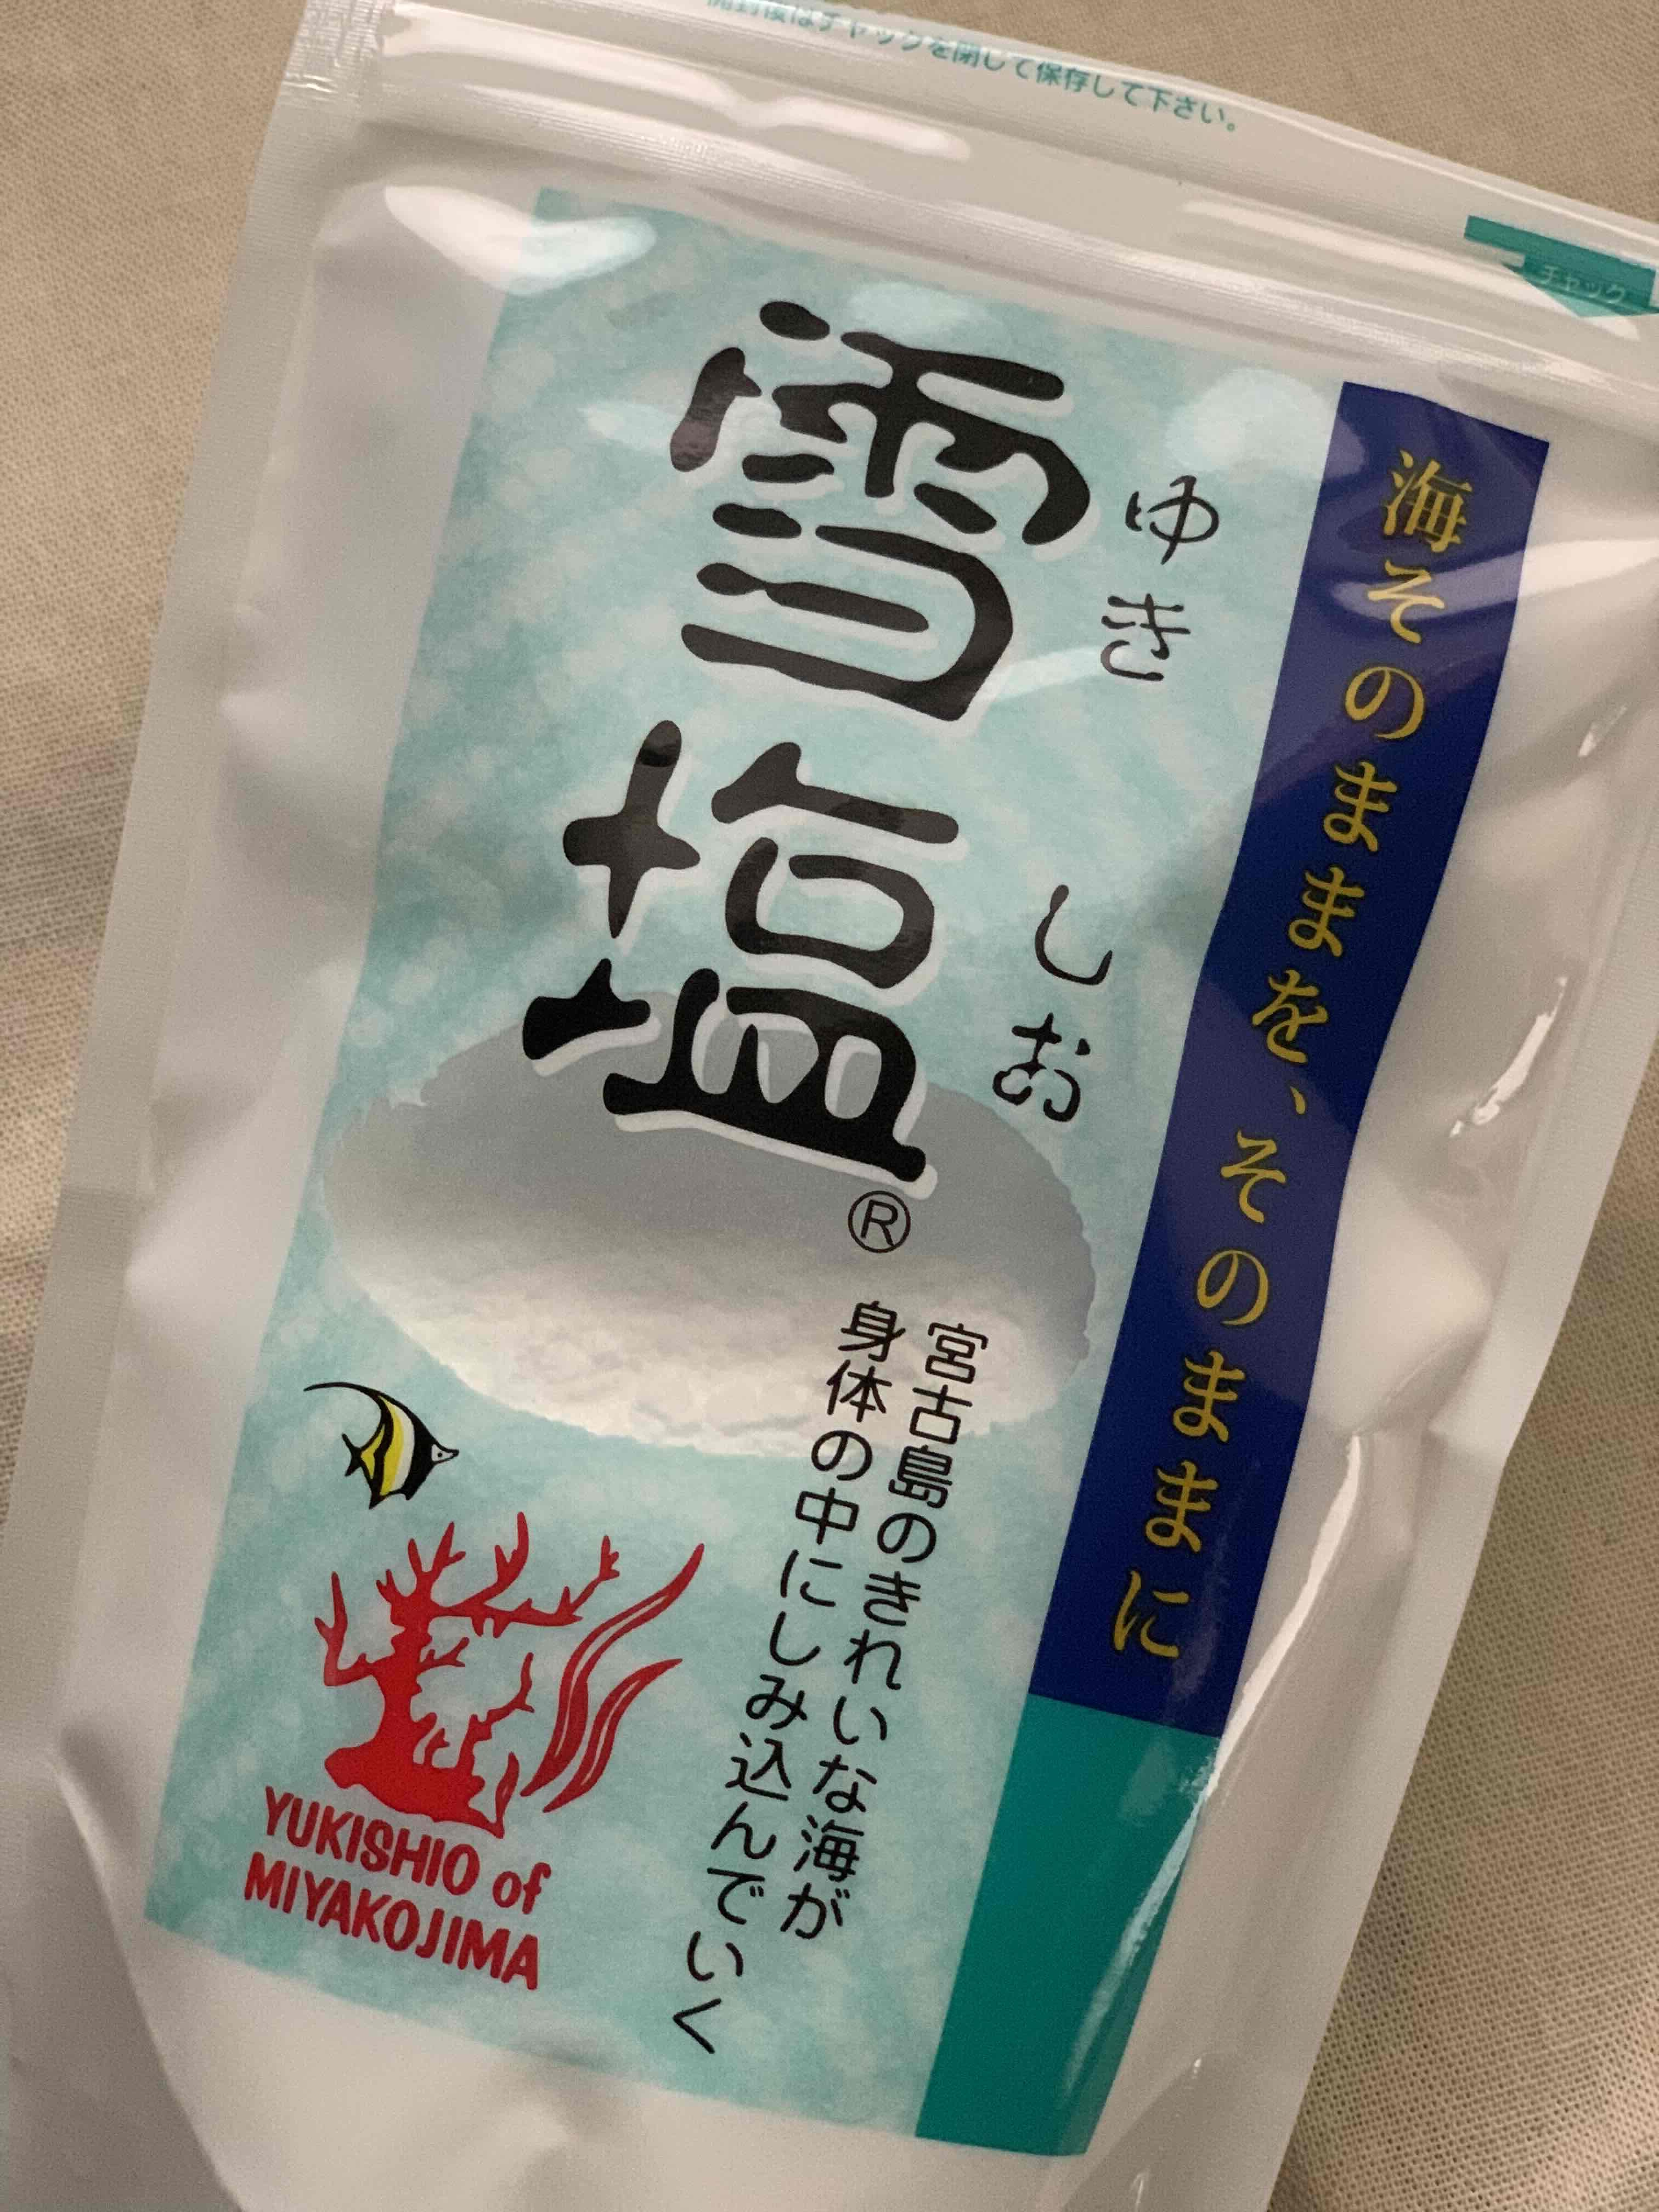 開封後はチャックを閉じて保存して下さい。
チャック
海そのままを、そのままに
ゆき しお
雪塩®
宮古島のきれいな海が
身体の中にしみ込んでいく
YUKISHIO of
MIYAKOJIMA